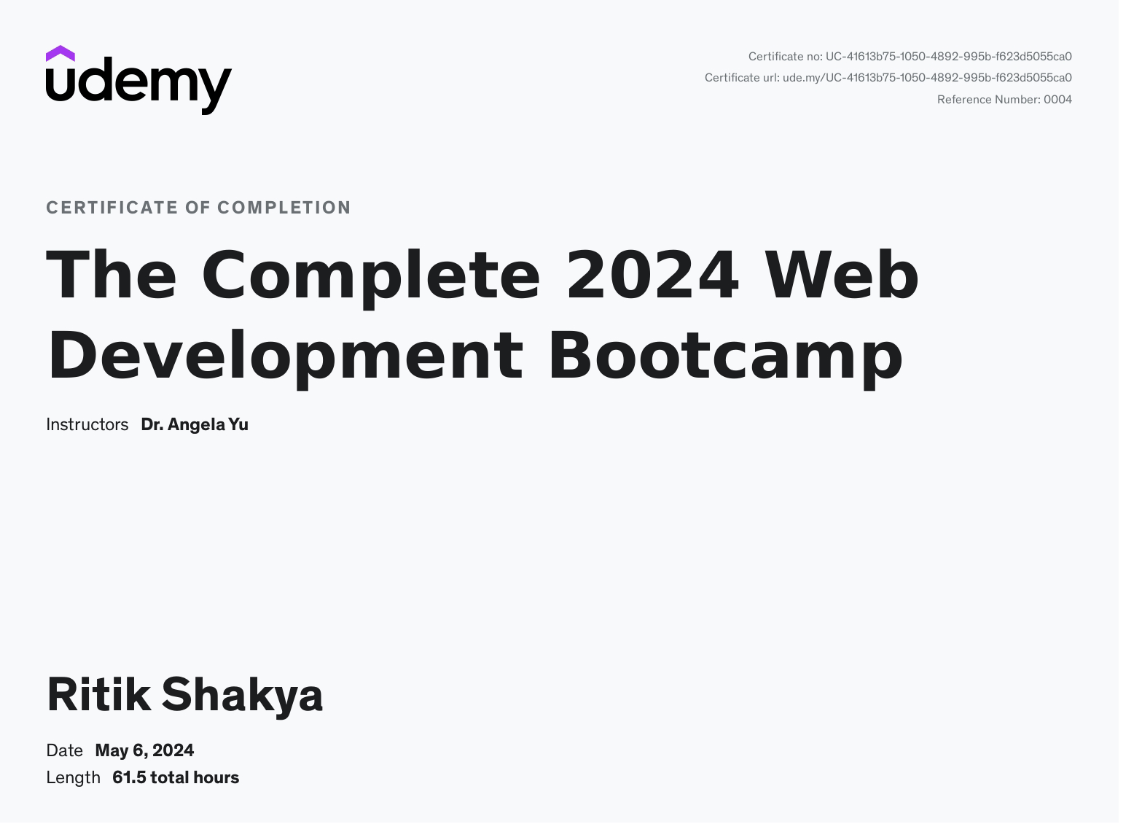 udemy
Certificate no: UC-41613b75-1050-4892-995b-f623d5055ca0
Certificate url: ude.my/UC-41613b75-1050-4892-995b-f623d5055ca0
Reference Number: 0004
CERTIFICATE OF COMPLETION
The Complete 2024 Web
Development Bootcamp
Instructors Dr. Angela Yu
Ritik Shakya
Date May 6, 2024
Length 61.5 total hours